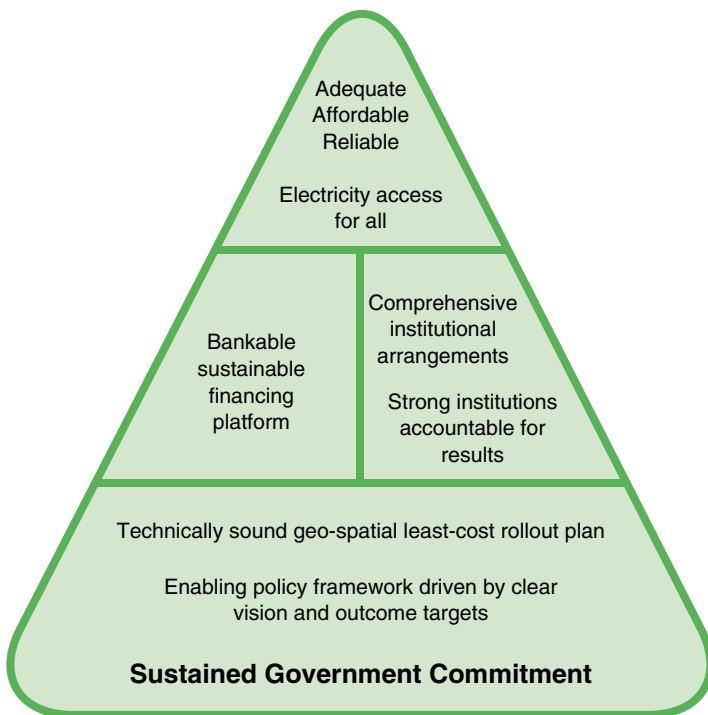 Adequate
Affordable
Reliable
Electricity access
for all
Bankable
sustainable
financing
platform
Comprehensive
institutional
arrangements
Strong institutions
accountable for
results
Technically sound geo-spatial least-cost rollout plan
Enabling policy framework driven by clear
vision and outcome targets
Sustained Government Commitment